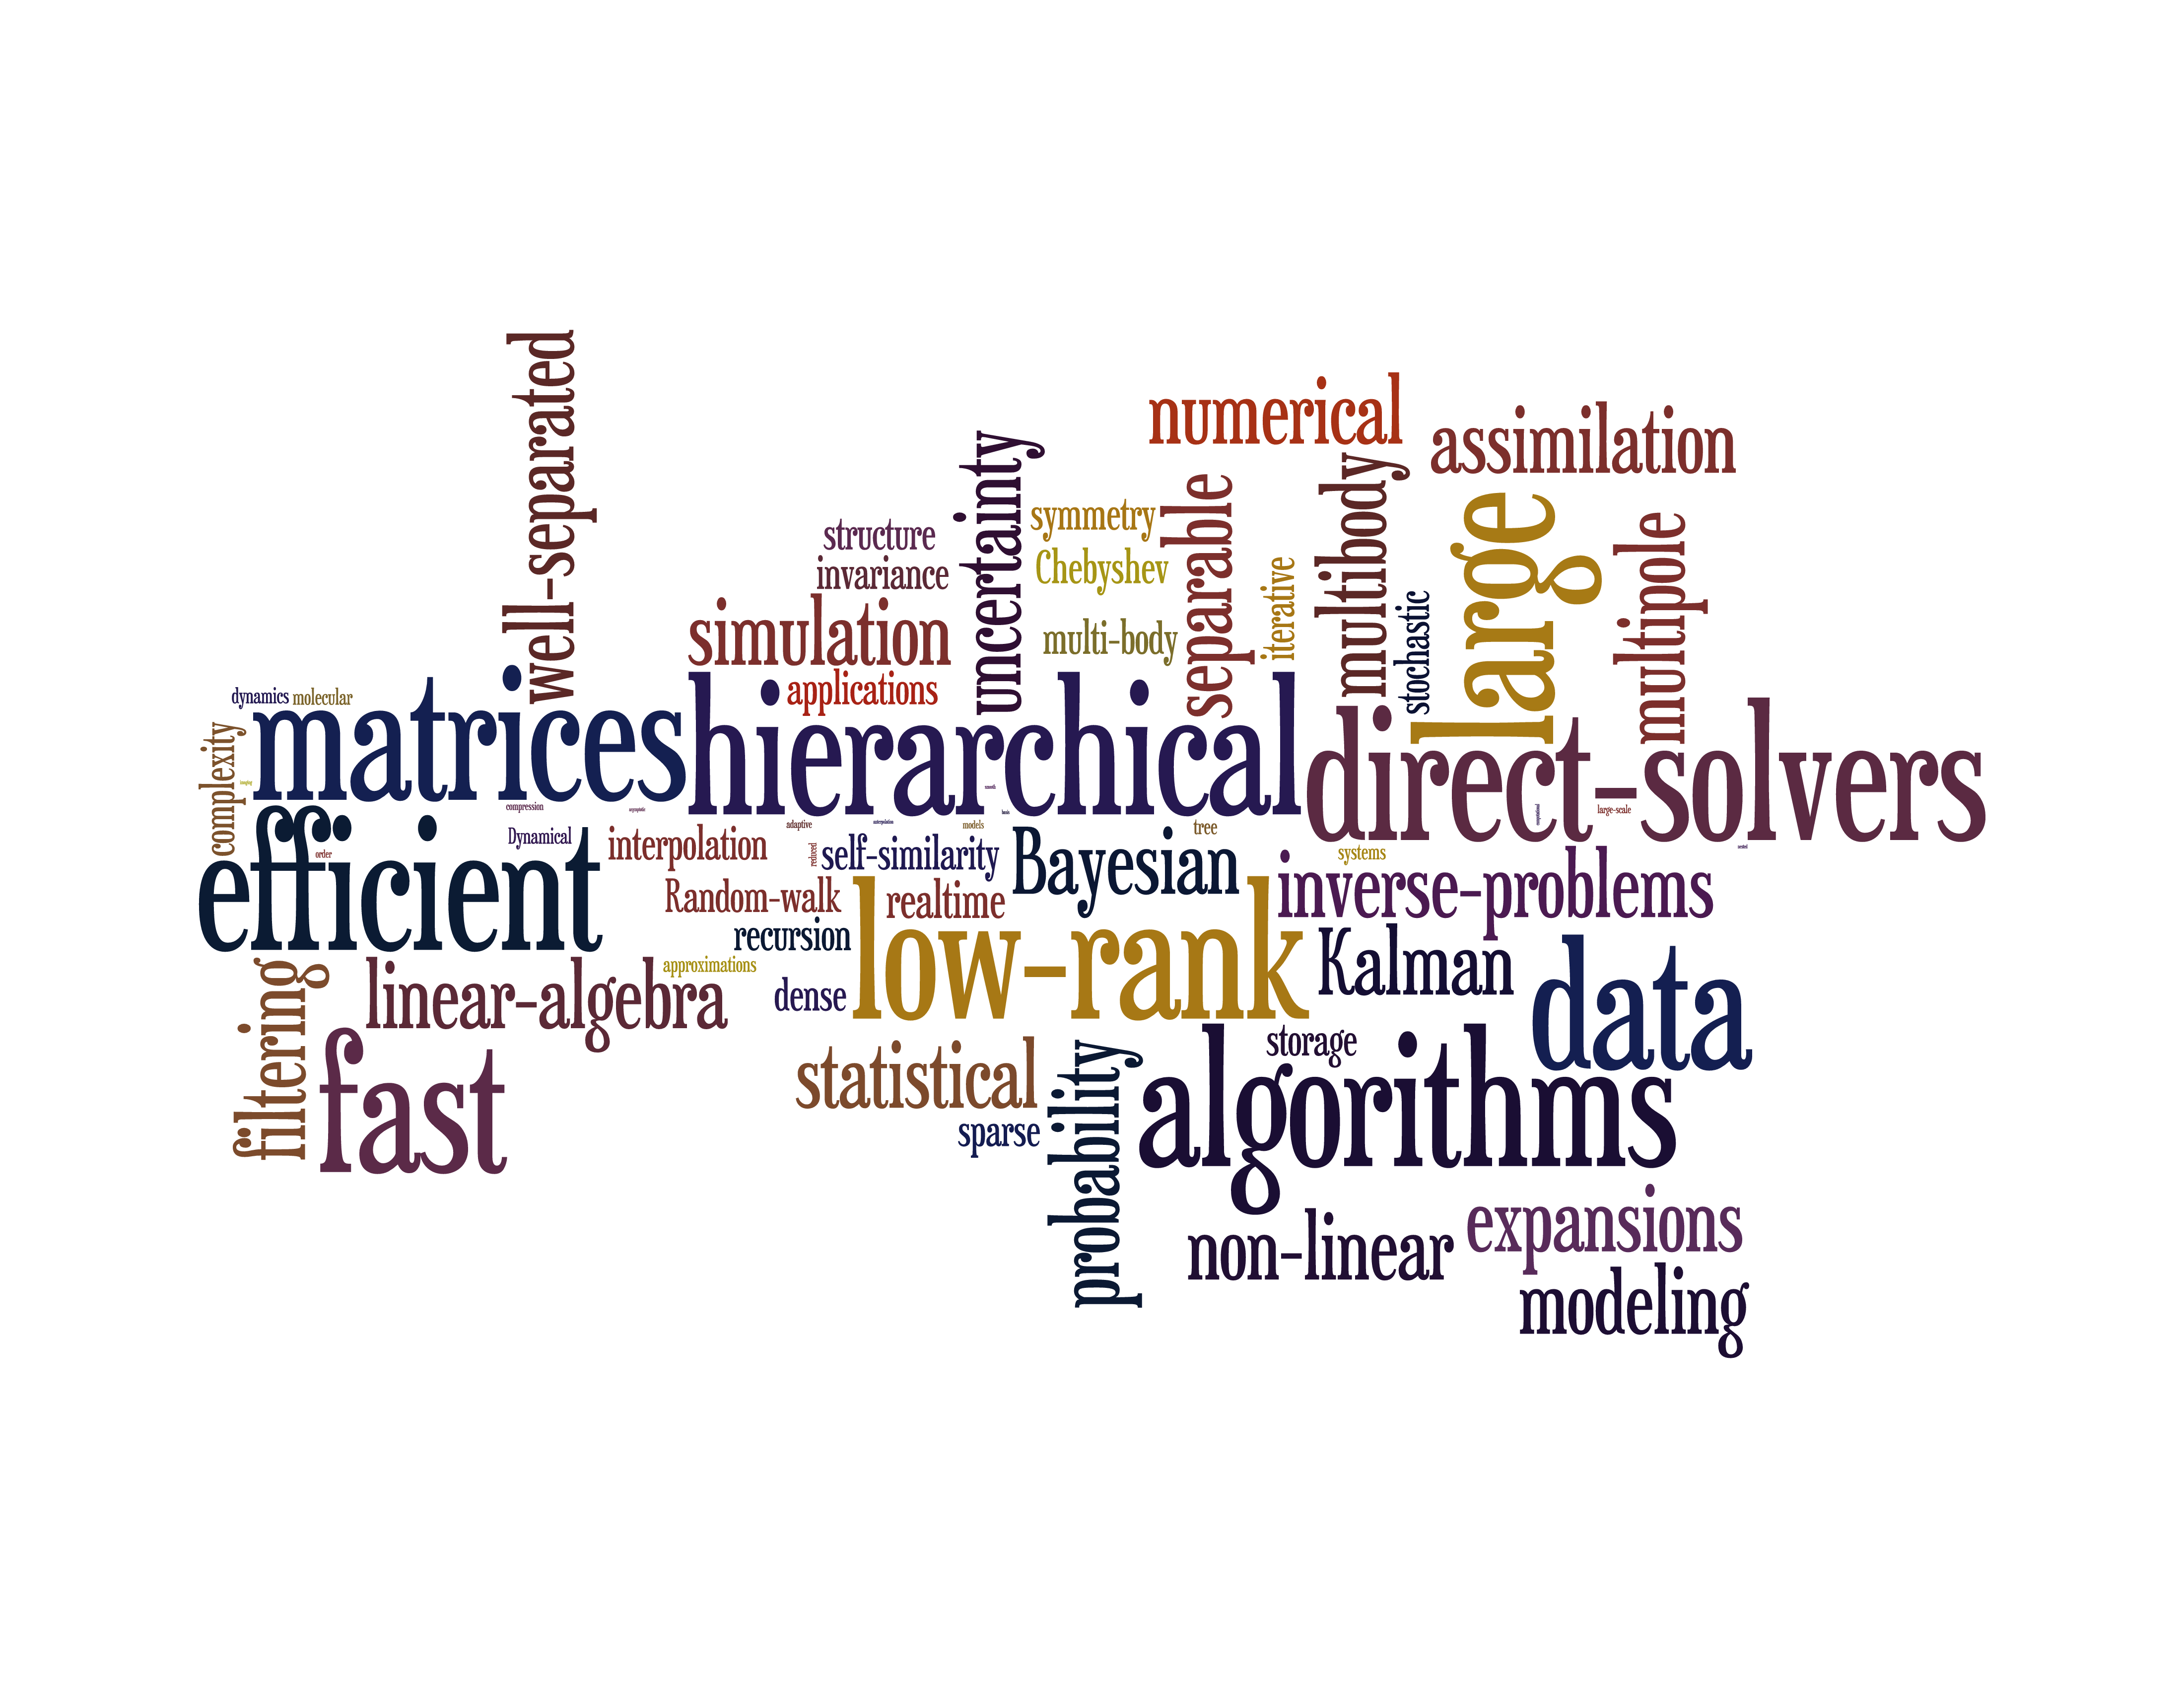 well-separated
numerical
assimilation
uncertainty
separable
multibody
large
multipole
symmetry
structure
Chebyshev
invariance
iterative
stochastic
simulation
multi-body
applications
dynamics
molecular
complexity
matrices
hierarchical
direct-solvers
compression
large-scale
efficient
Dynamical
interpolation
adaptive
models
tree
order
reduced
self-similarity
Bayesian
systems
inverse-problems
Random-walk
realtime
low-rank
recursion
Kalman
data
filtering
linear-algebra
approximations
dense
fast
statistical
storage
algorithms
sparse
probability
non-linear
expansions
modeling